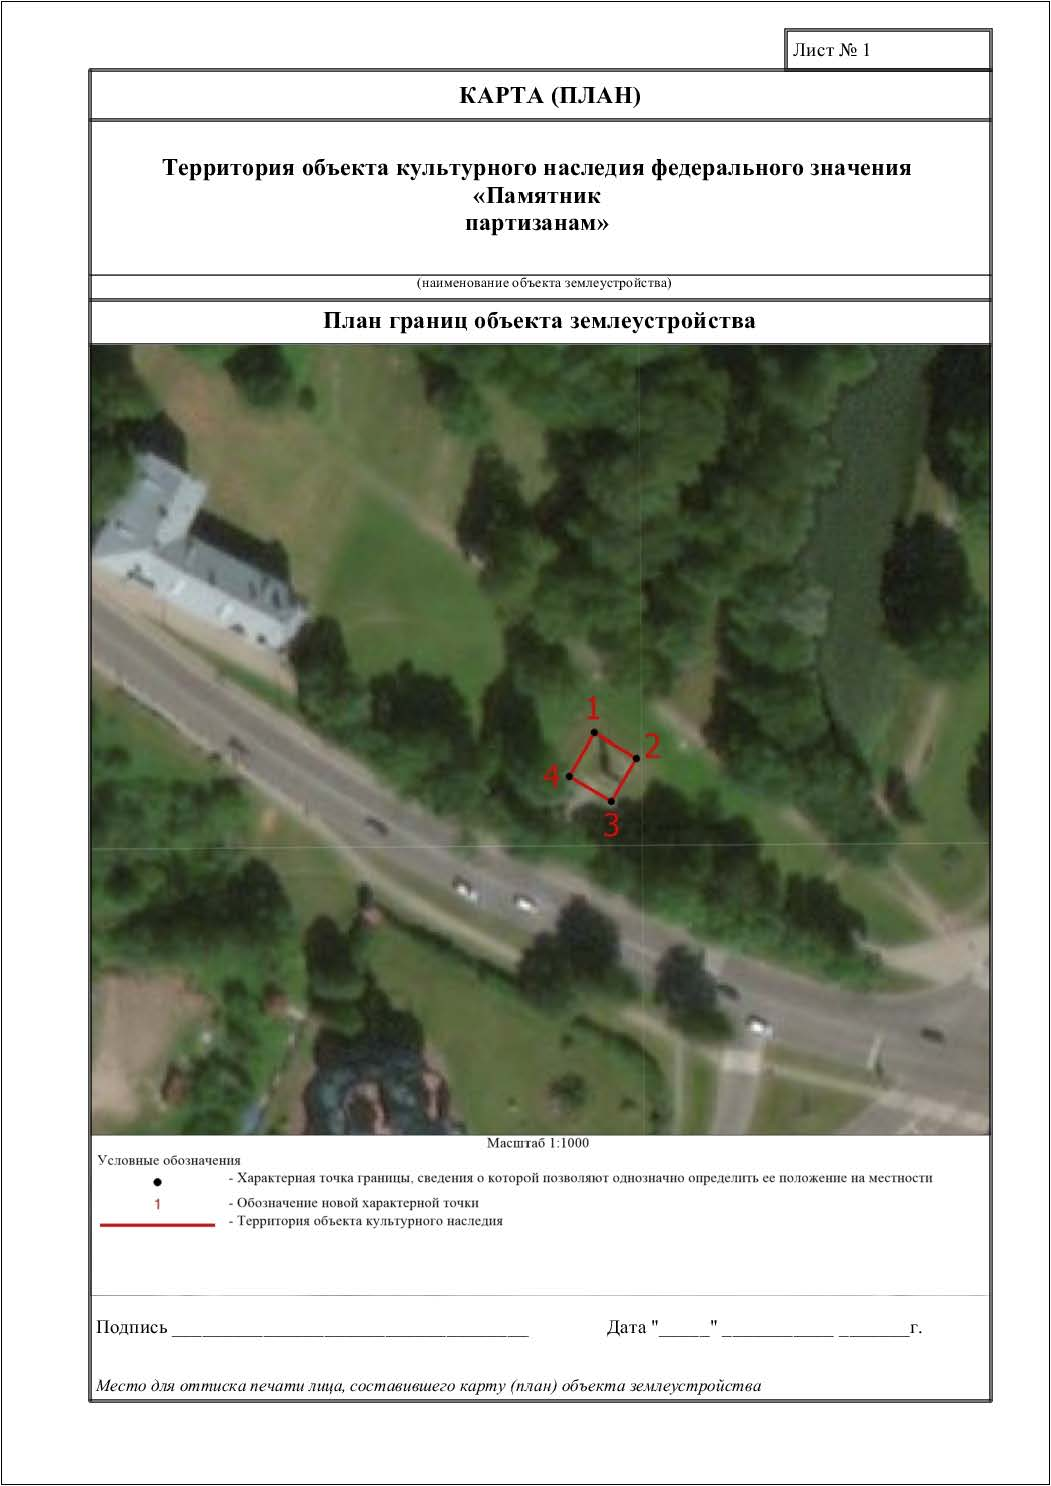 Лист № 1
КАРТА (ПЛАН)
Территория объекта культурного наследия федерального значения
«Памятник
партизанам»
(наименование объекта землеустройства)
План границ объекта землеустройства
1
2
4
3
Масштаб 1:1000
Условные обозначения
- Характерная точка границы, сведения о которой позволяют однозначно определить ее положение на местности
1 - Обозначение новой характерной точки
- Территория объекта культурного наследия
Подпись ___________________________________ Дата "_____" ___________ _______г.
Место для оттиска печати лица, составившего карту (план) объекта землеустройства